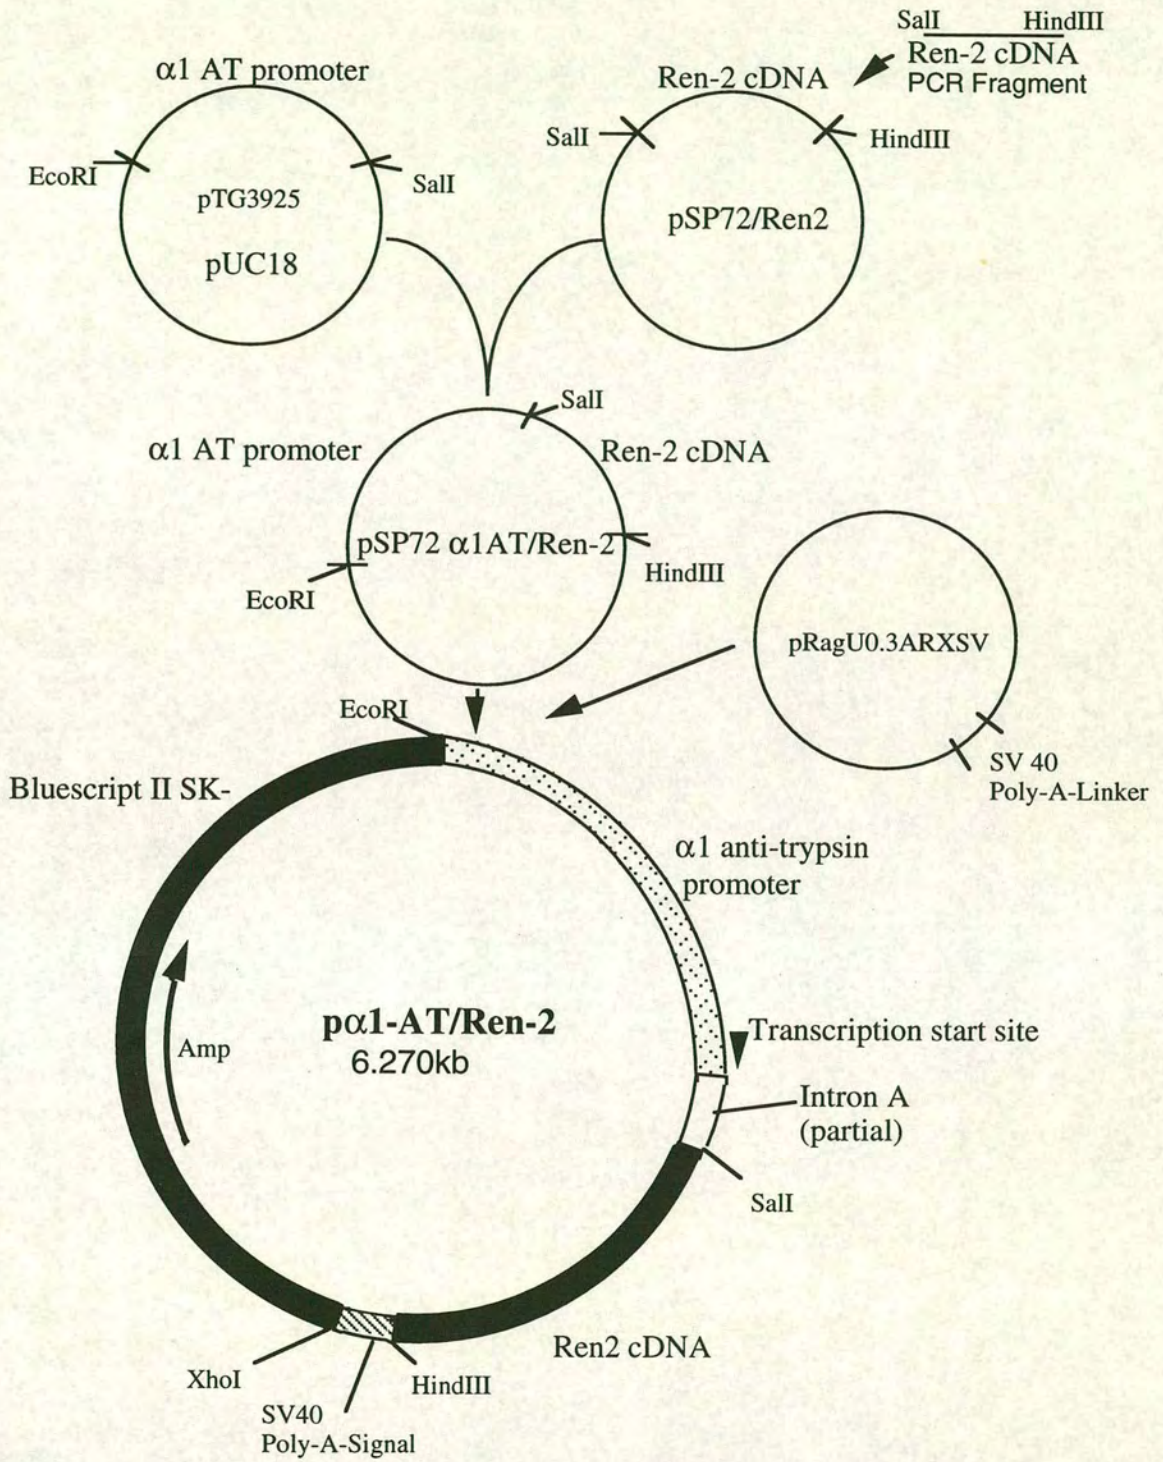 SalI HindIII
Ren-2 cDNA
PCR Fragment
α1 AT promoter
Ren-2 cDNA
EcoRI
SalI
pTG3925
pUC18
SalI
HindIII
pSP72/Ren2
SalI
α1 AT promoter
Ren-2 cDNA
pSP72 α1AT/Ren-2
EcoRI
HindIII
pRagU0.3ARXSV
SV 40
Poly-A-Linker
EcoRI
Bluescript II SK-
α1 anti-trypsin
promoter
pα1-AT/Ren-2
6.270kb
Amp
Transcription start site
Intron A
(partial)
SalI
Ren2 cDNA
XhoI
HindIII
SV40
Poly-A-Signal